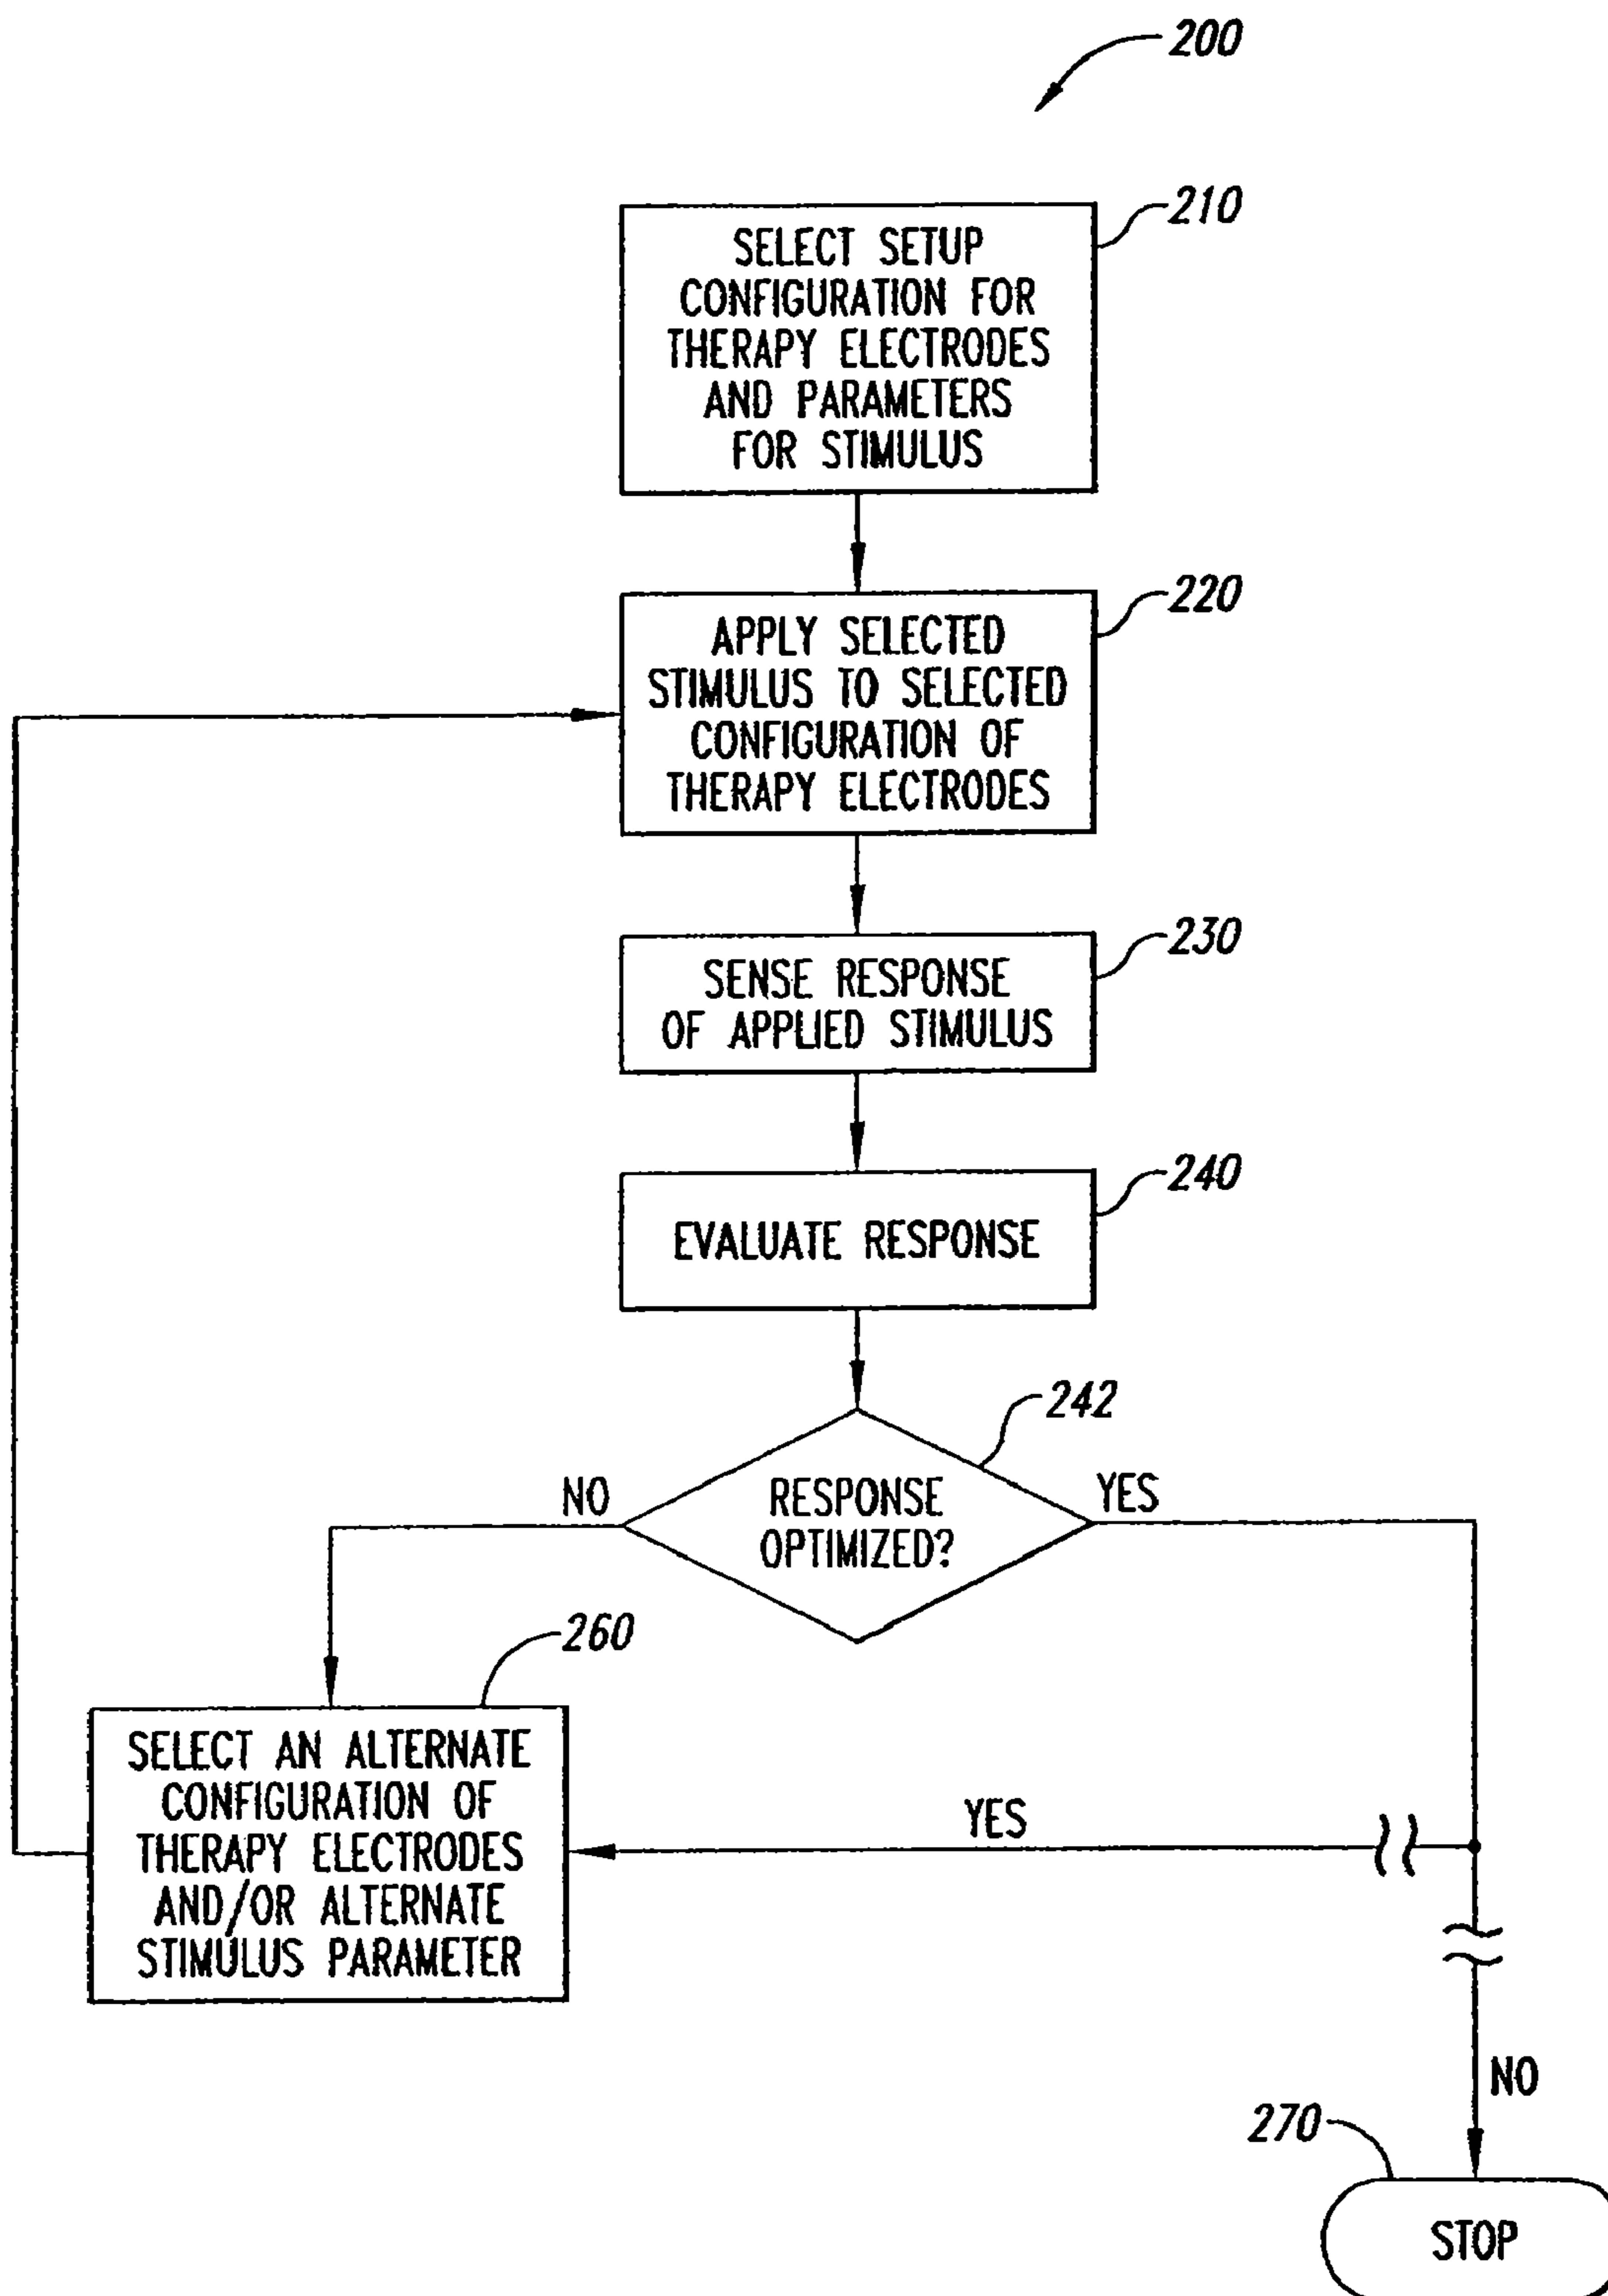 200
210
SELECT SETUP
CONFIGURATION FOR
THERAPY ELECTRODES
AND PARAMETERS
FOR STIMULUS
220
APPLY SELECTED
STIMULUS TO SELECTED
CONFIGURATION OF
THERAPY ELECTRODES
230
SENSE RESPONSE
OF APPLIED STIMULUS
240
EVALUATE RESPONSE
242
NO
RESPONSE
OPTIMIZED?
YES
260
SELECT AN ALTERNATE
CONFIGURATION OF
THERAPY ELECTRODES
AND/OR ALTERNATE
STIMULUS PARAMETER
YES
NO
270
STOP